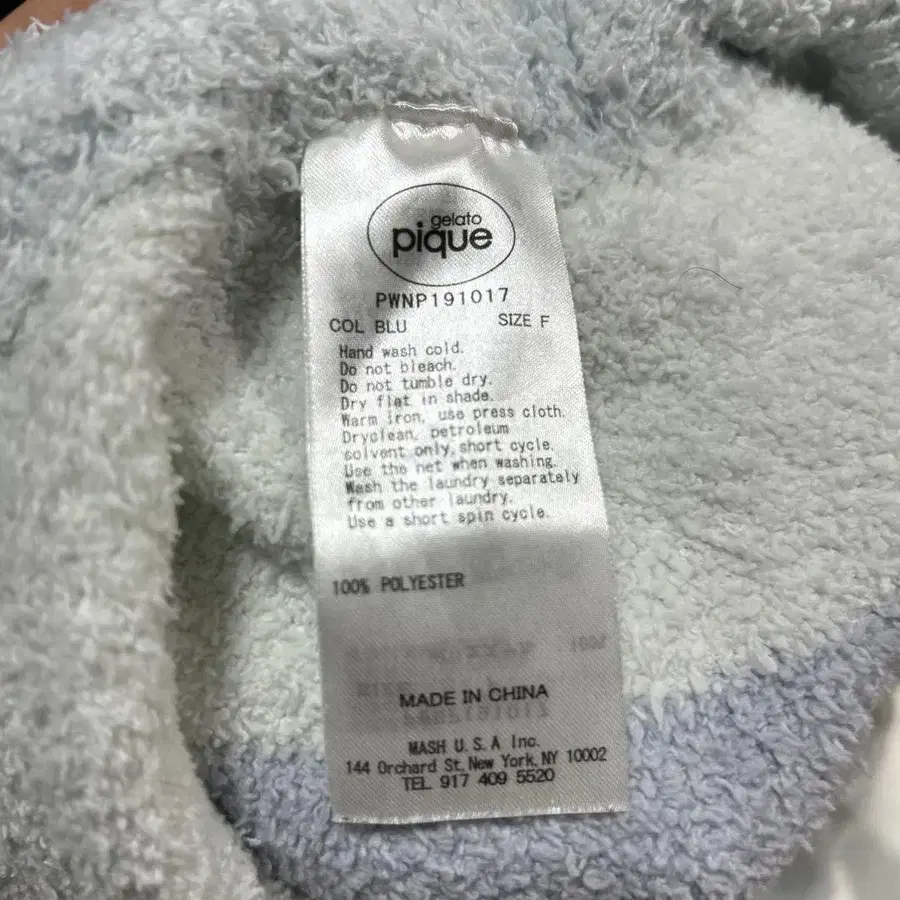 gelato
pique
PWNP191017
COL BLU SIZE F
Hand wash cold.
Do not bleach.
Do not tumble dry.
Dry flat in shade.
Warm iron, use press cloth.
Dryclean, petroleum
solvent only, short cycle.
Use the net when washing.
Wash the laundry separately
from other laundry.
Use a short spin cycle.
100% POLYESTER
MADE IN CHINA
MASH U.S.A Inc.
144 Orchard St, New York, NY 10002
TEL 917 409 5520